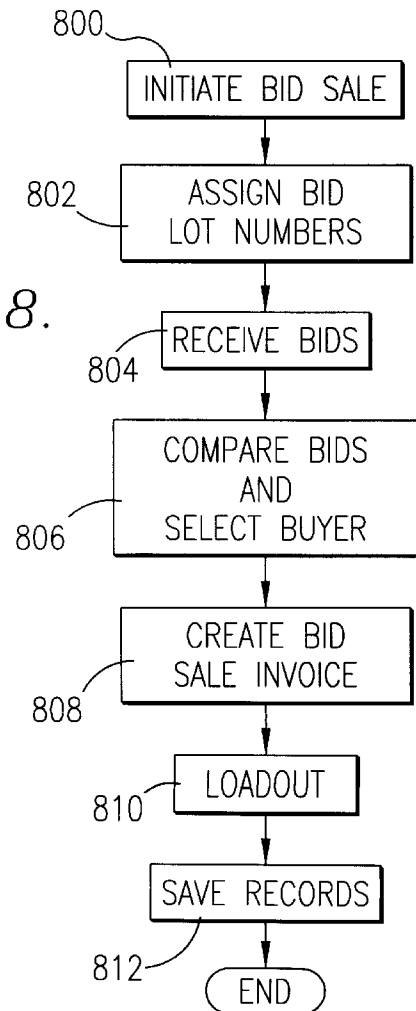 800
INITIATE BID SALE
802
ASSIGN BID
LOT NUMBERS
8.
804
RECEIVE BIDS
806
COMPARE BIDS
AND
SELECT BUYER
808
CREATE BID
SALE INVOICE
810
LOADOUT
812
SAVE RECORDS
END